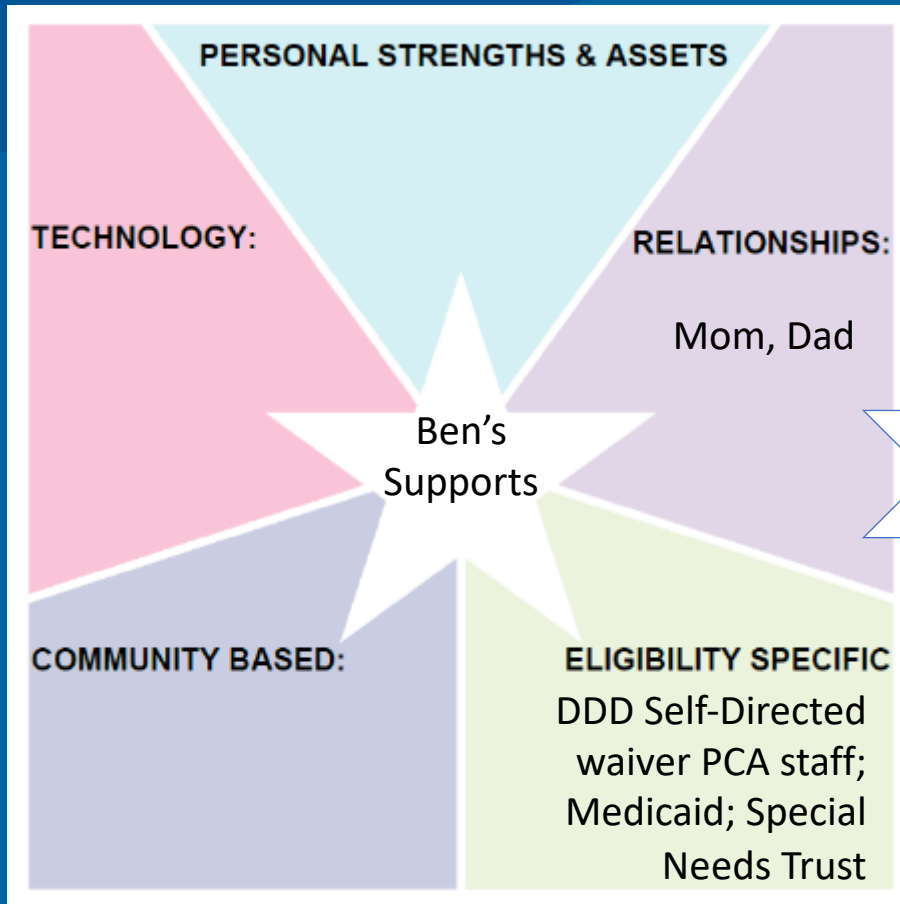 PERSONAL STRENGTHS & ASSETS
TECHNOLOGY:
RELATIONSHIPS:
Mom, Dad
Ben’s
Supports
COMMUNITY BASED:
ELIGIBILITY SPECIFIC
DDD Self-Directed
waiver PCA staff;
Medicaid; Special
Needs Trust